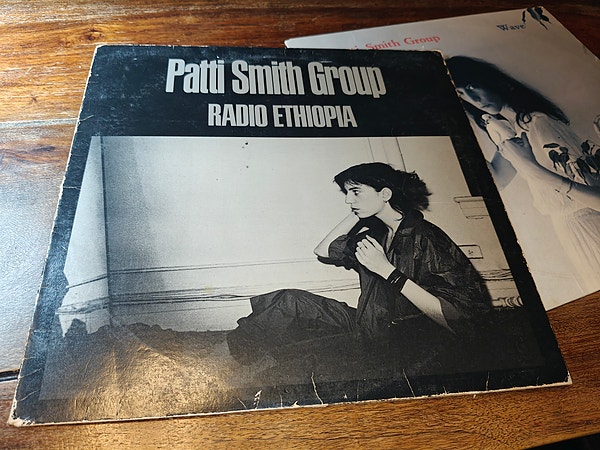 Patti Smith Group
RADIO ETHIOPIA
Smith Group
Wave